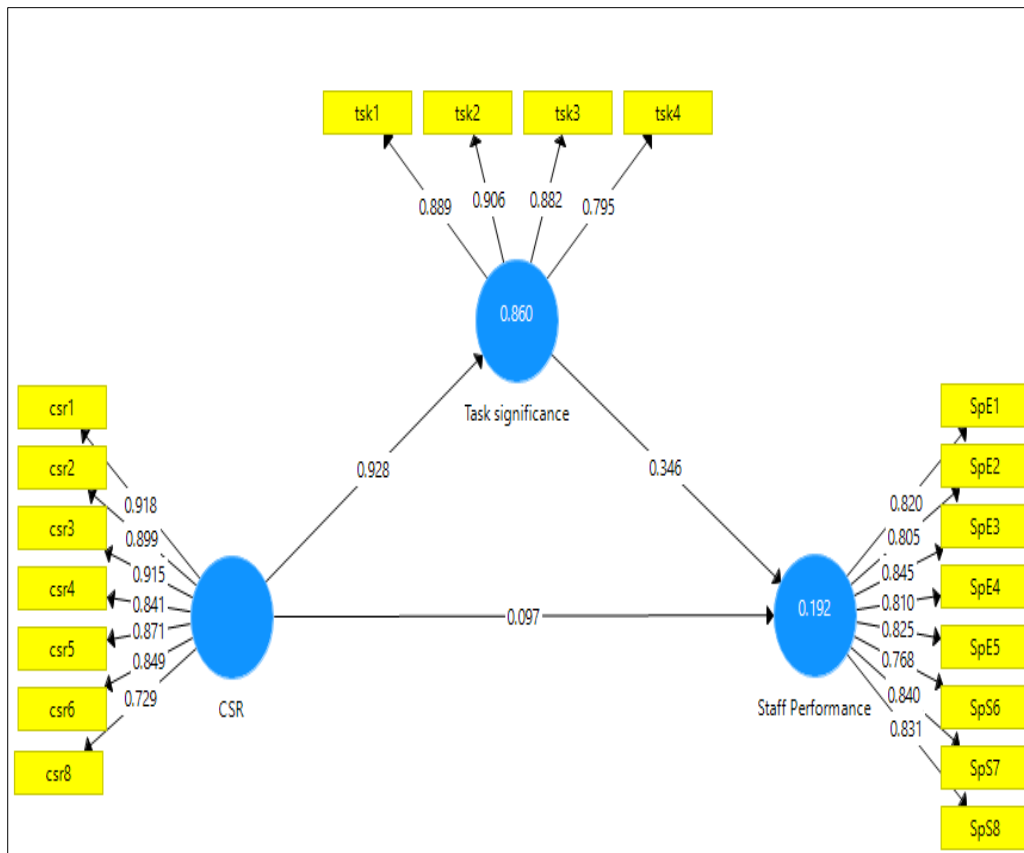 tsk1 tsk2 tsk3 tsk4
0.889 0.906 0.882 0.795
0.860
Task significance
csr1
csr2
csr3
csr4
csr5
csr6
csr8
0.918
0.899
0.915
0.841
0.871
0.849
0.729
CSR
0.928
0.346
0.097
0.192
Staff Performance
0.820
0.805
0.845
0.810
0.825
0.768
0.840
0.831
SpE1
SpE2
SpE3
SpE4
SpE5
SpS6
SpS7
SpS8